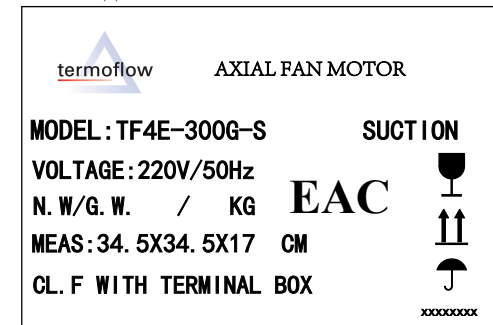 termoflow AXIAL FAN MOTOR
MODEL:TF4E-300G-S SUCTION
VOLTAGE:220V/50Hz
EAC
N.W/G.W. / KG
MEAS:34.5X34.5X17 CM
CL.F WITH TERMINAL BOX
xxxxxxxx